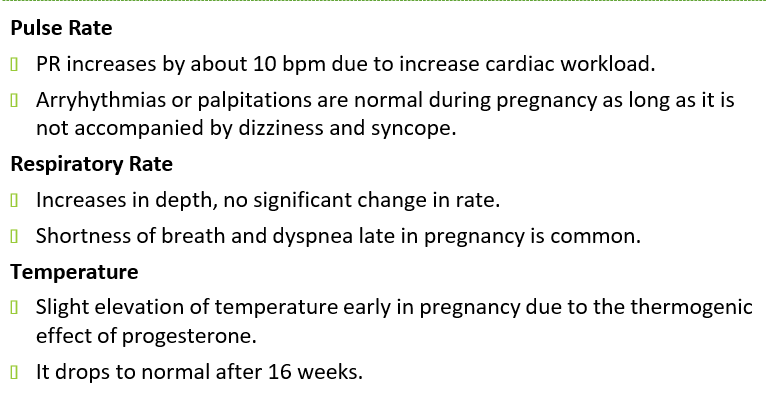 Pulse Rate
PR increases by about 10 bpm due to increase cardiac workload.
Arryhythmias or palpitations are normal during pregnancy as long as it is
not accompanied by dizziness and syncope.
Respiratory Rate
Increases in depth, no significant change in rate.
Shortness of breath and dyspnea late in pregnancy is common.
Temperature
Slight elevation of temperature early in pregnancy due to the thermogenic
effect of progesterone.
It drops to normal after 16 weeks.